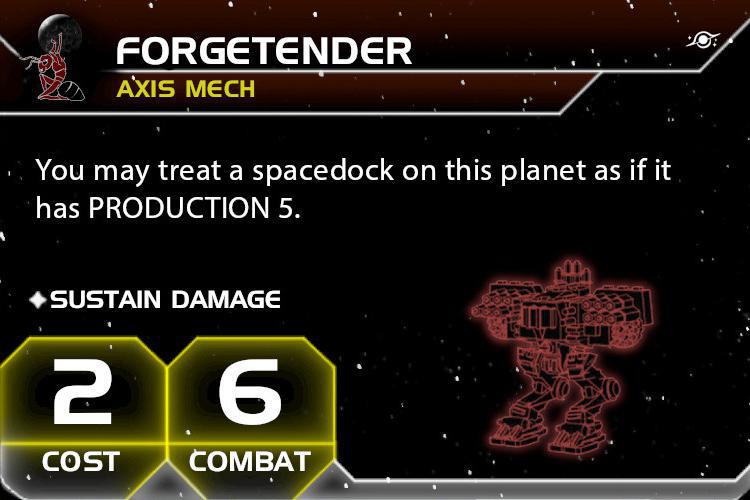 FORGETENDER
AXIS MECH
You may treat a spacedock on this planet as if it
has PRODUCTION 5.
SUSTAIN DAMAGE
2 6
COST COMBAT